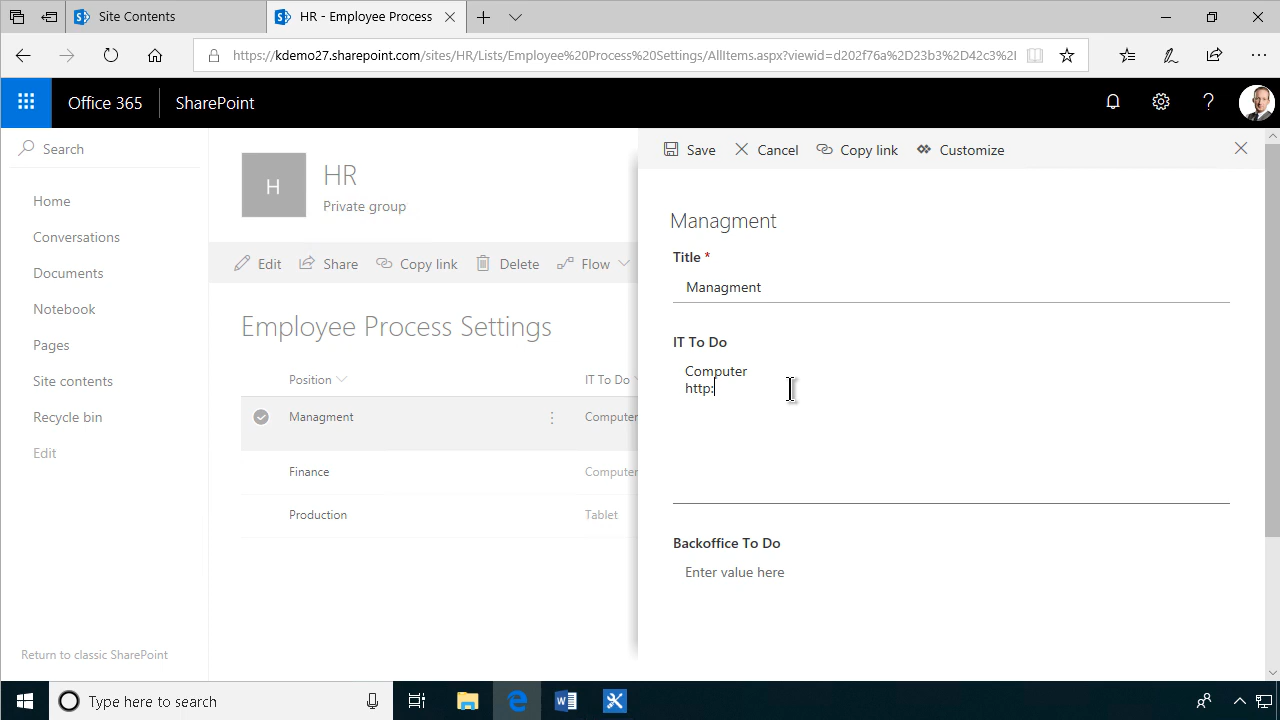 Site Contents
HR - Employee Process
https://kdemo27.sharepoint.com/sites/HR/Lists/Employee%20Process%20Settings/AllItems.aspx?viewid=d202f76a%2D23b3%2D42c3%2
Office 365
SharePoint
Search
Home
Conversations
Documents
Notebook
Pages
Site contents
Recycle bin
Edit
Return to classic SharePoint
H
HR
Private group
Edit
Share
Copy link
Delete
Flow
Employee Process Settings
Position
IT To Do
Managment
Computer
Finance
Computer
Production
Tablet
Save
Cancel
Copy link
Customize
Managment
Title *
Managment
IT To Do
Computer
http:
Backoffice To Do
Enter value here
Type here to search